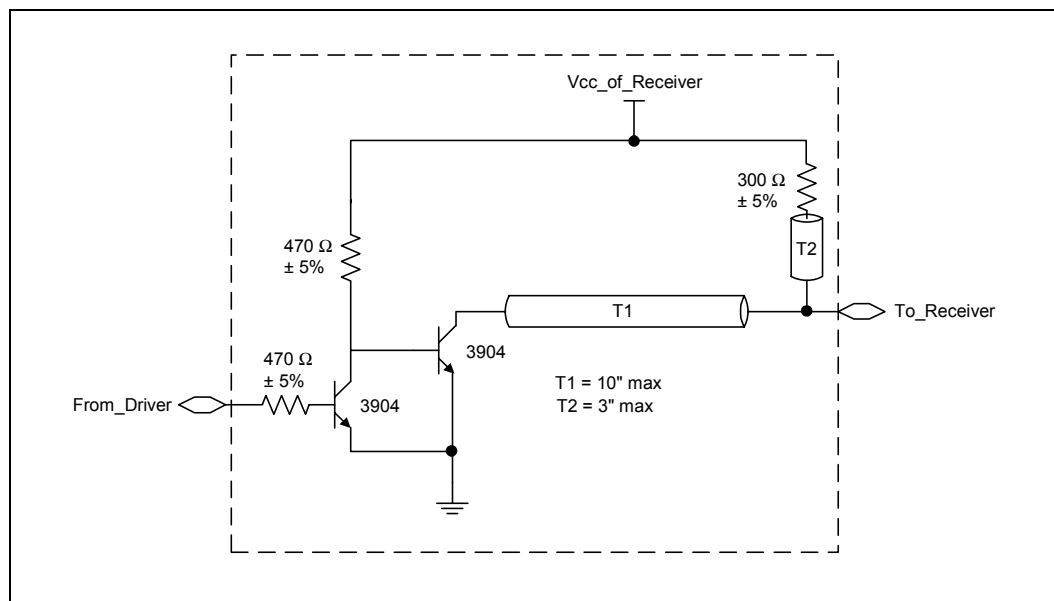 Vcc_of_Receiver
300 Ω
± 5%
T2
470 Ω
± 5%
T1
To_Receiver
3904
470 Ω
± 5%
T1 = 10" max
T2 = 3" max
From_Driver
3904